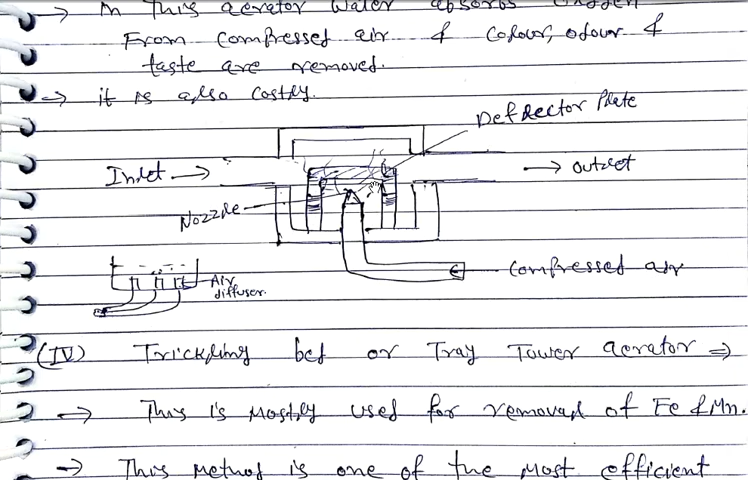 → In This aerator water absorbs Oxygen
From compressed air & Colour, odour &
taste are removed.
→ it is also costly.
Deflector Plate
Inlet →
→ Outlet
Nozzle
Compressed air
Air
diffuser.
(IV) Trickling bed or Tray Tower aerator ⇒
→ This is Mostly used for removal of Fe & Mn.
→ This Method is one of the Most efficient